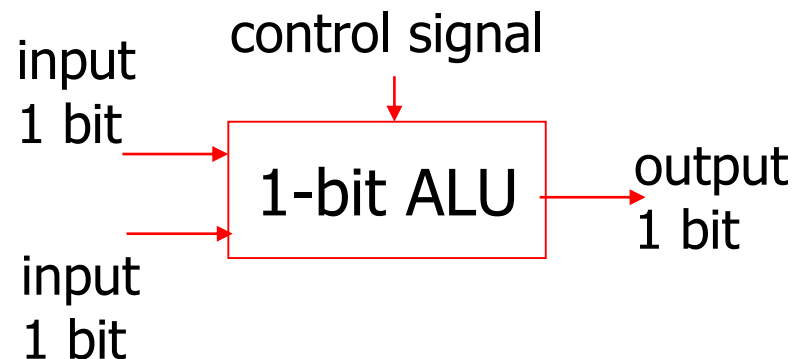 control signal
input
1 bit
1-bit ALU
output
1 bit
input
1 bit